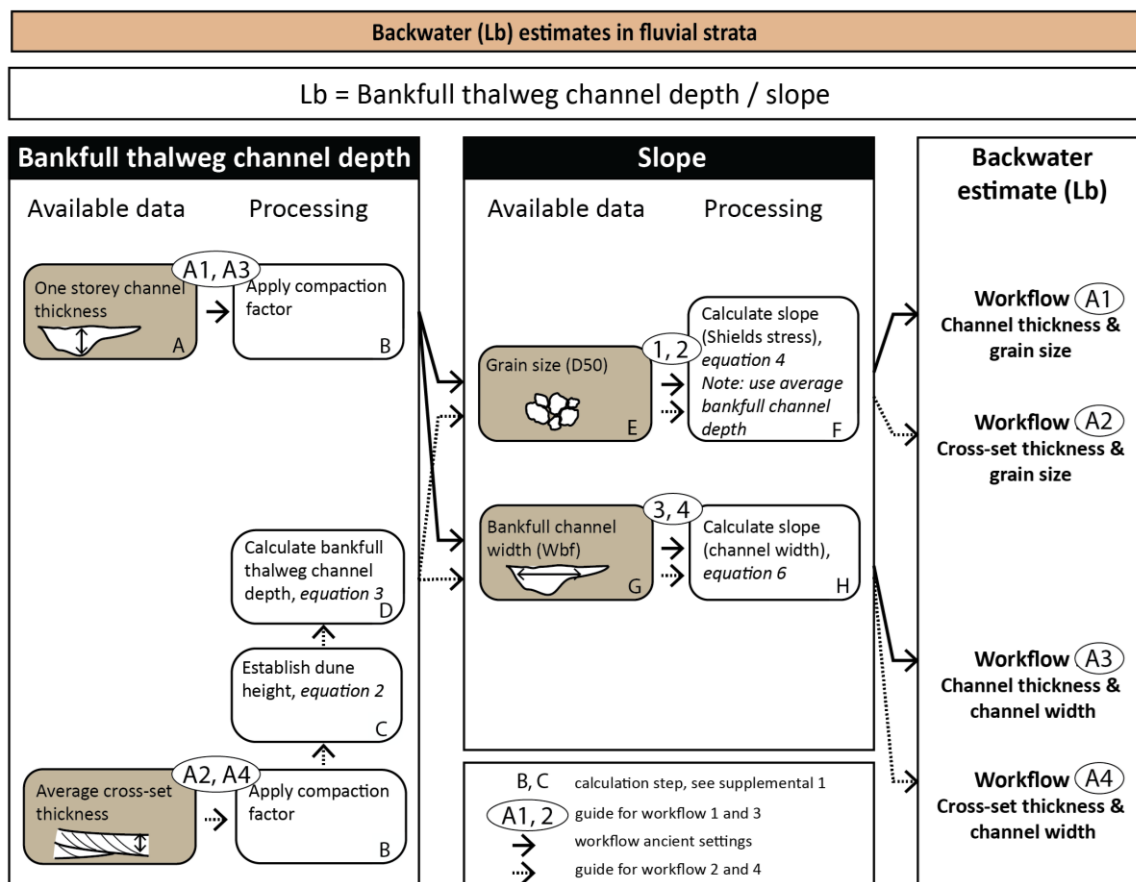 Backwater (Lb) estimates in fluvial strata
Lb = Bankfull thalweg channel depth / slope
Bankfull thalweg channel depth
Available data
Processing
One storey channel
thickness
A
A1, A3
Apply compaction
factor
B
Calculate bankfull
thalweg channel
depth, equation 3
D
Establish dune
height, equation 2
C
Average cross-set
thickness
A2, A4
Apply compaction
factor
B
Slope
Available data
Processing
Grain size (D50)
E
1, 2
Calculate slope
(Shields stress),
equation 4
Note: use average
bankfull channel
depth
F
Bankfull channel
width (Wbf)
G
3, 4
Calculate slope
(channel width),
equation 6
H
B, C calculation step, see supplemental 1
A1, 2 guide for workflow 1 and 3
workflow ancient settings
guide for workflow 2 and 4
Backwater
estimate (Lb)
Workflow A1
Channel thickness &
grain size
Workflow A2
Cross-set thickness &
grain size
Workflow A3
Channel thickness &
channel width
Workflow A4
Cross-set thickness &
channel width